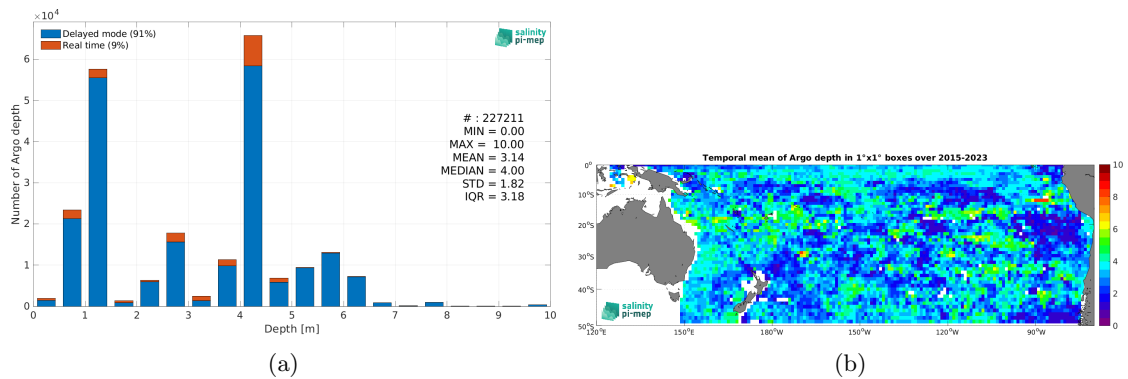 ×10⁴
Delayed mode (91%)
Real time (9%)
salinity
pi-mep
6
5
4
3
2
1
0
Number of Argo depth
# : 227211
MIN = 0.00
MAX = 10.00
MEAN = 3.14
MEDIAN = 4.00
STD = 1.82
IQR = 3.18
0 1 2 3 4 5 6 7 8 9 10
Depth [m]
(a)
Temporal mean of Argo depth in 1°x1° boxes over 2015-2023
0°
10°S
20°S
30°S
40°S
50°S
120°E 150°E 180°W 150°W 120°W 90°W
10
8
6
4
2
0
salinity
pi-mep
(b)